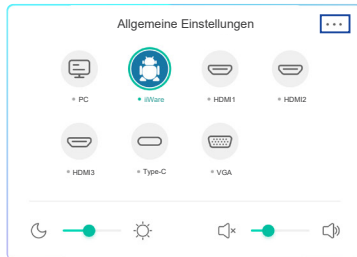 Allgemeine Einstellungen
PC
iiWare
HDMI1
HDMI2
HDMI3
Type-C
VGA